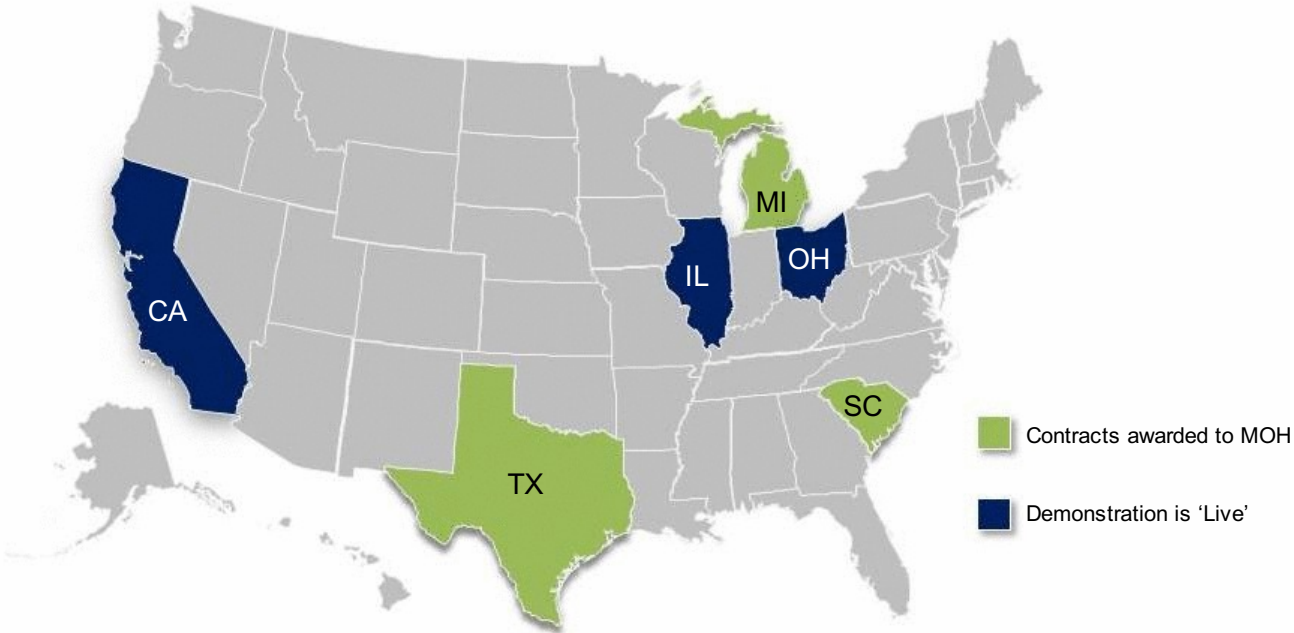 MI
OH
IL
CA
SC
TX
Contracts awarded to MOH
Demonstration is ‘Live’